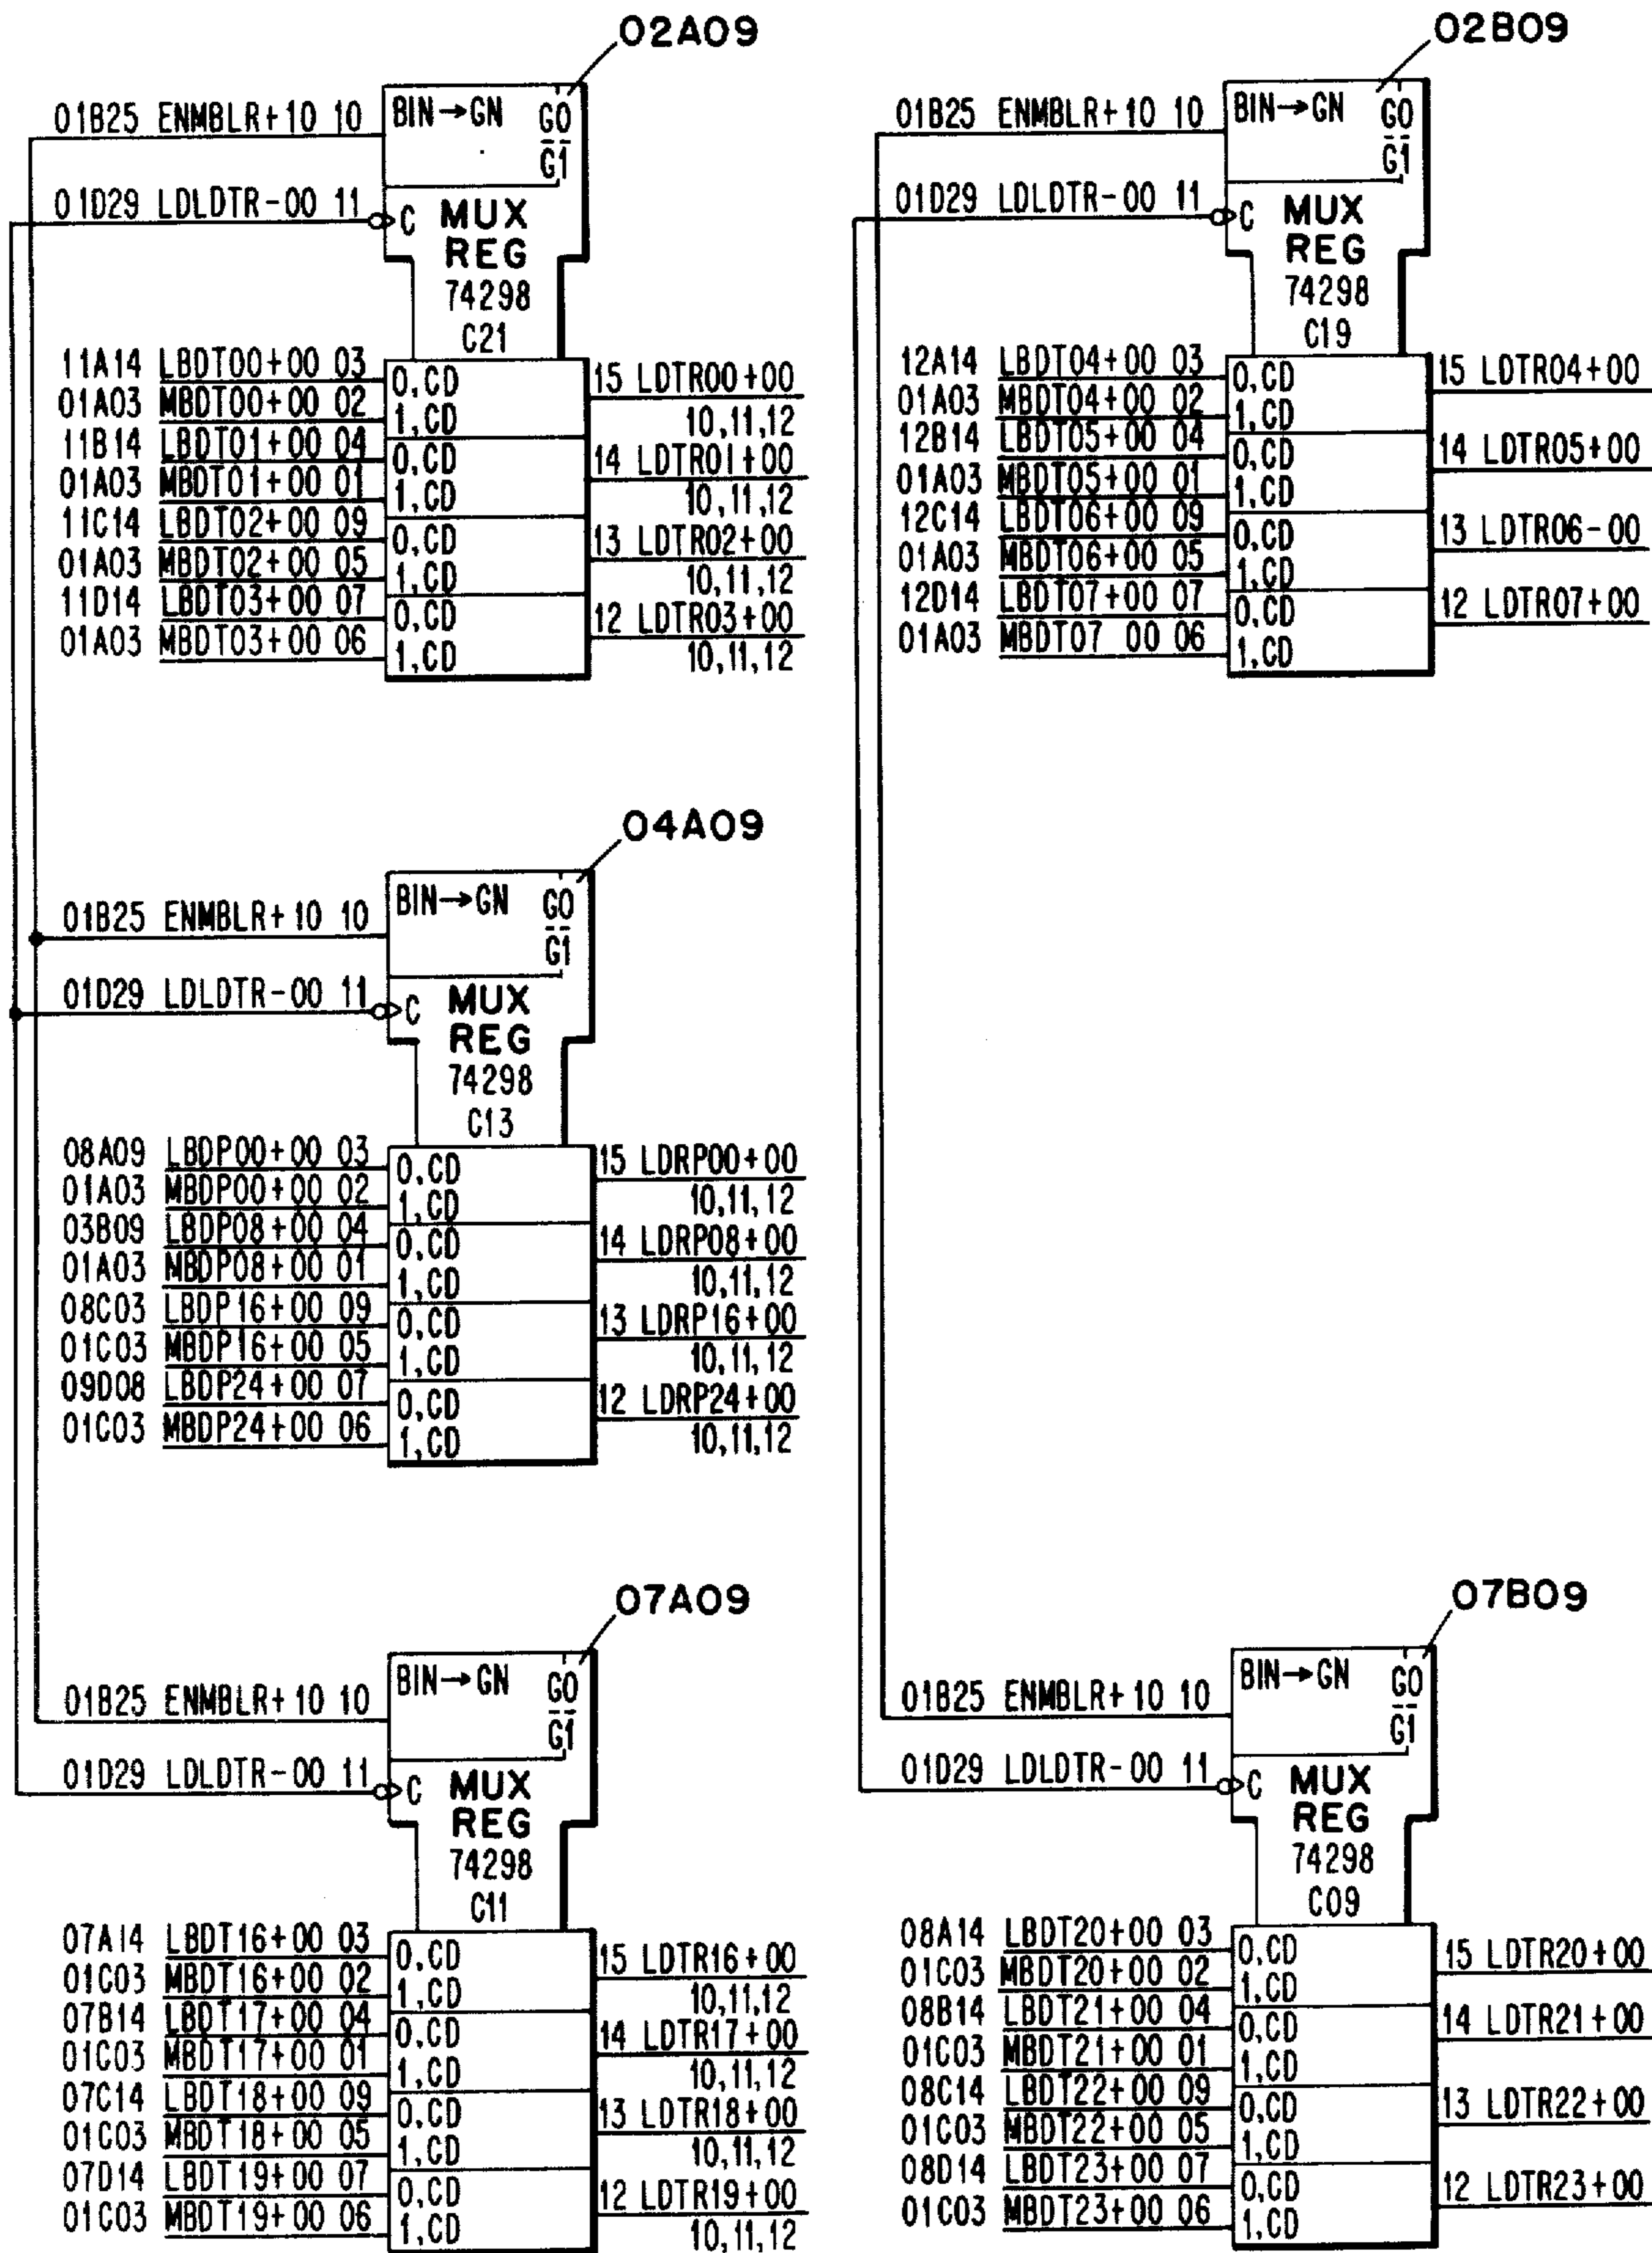 02A09
01B25 ENMBLR+10 10
BIN→GN G0
G1
01D29 LDLDTR-00 11
C MUX
REG
74298
C21
11A14 LBDT00+00 03
0,CD
15 LDTR00+00
01A03 MBDT00+00 02
1,CD
10,11,12
11B14 LBDT01+00 04
0,CD
14 LDTR01+00
01A03 MBDT01+00 01
1,CD
10,11,12
11C14 LBDT02+00 09
0,CD
13 LDTR02+00
01A03 MBDT02+00 05
1,CD
10,11,12
11D14 LBDT03+00 07
0,CD
12 LDTR03+00
01A03 MBDT03+00 06
1,CD
10,11,12
02B09
01B25 ENMBLR+10 10
BIN→GN G0
G1
01D29 LDLDTR-00 11
C MUX
REG
74298
C19
12A14 LBDT04+00 03
0,CD
15 LDTR04+00
01A03 MBDT04+00 02
1,CD
12B14 LBDT05+00 04
0,CD
14 LDTR05+00
01A03 MBDT05+00 01
1,CD
12C14 LBDT06+00 09
0,CD
13 LDTR06-00
01A03 MBDT06+00 05
1,CD
12D14 LBDT07+00 07
0,CD
12 LDTR07+00
01A03 MBDT07 00 06
1,CD
04A09
01B25 ENMBLR+10 10
BIN→GN G0
G1
01D29 LDLDTR-00 11
C MUX
REG
74298
C13
08A09 LBDP00+00 03
0,CD
15 LDRP00+00
01A03 MBDP00+00 02
1,CD
10,11,12
03B09 LBDP08+00 04
0,CD
14 LDRP08+00
01A03 MBDP08+00 01
1,CD
10,11,12
08C03 LBDP16+00 09
0,CD
13 LDRP16+00
01C03 MBDP16+00 05
1,CD
10,11,12
09D08 LBDP24+00 07
0,CD
12 LDRP24+00
01C03 MBDP24+00 06
1,CD
10,11,12
07A09
01B25 ENMBLR+10 10
BIN→GN G0
G1
01D29 LDLDTR-00 11
C MUX
REG
74298
C11
07A14 LBDT16+00 03
0,CD
15 LDTR16+00
01C03 MBDT16+00 02
1,CD
10,11,12
07B14 LBDT17+00 04
0,CD
14 LDTR17+00
01C03 MBDT17+00 01
1,CD
10,11,12
07C14 LBDT18+00 09
0,CD
13 LDTR18+00
01C03 MBDT18+00 05
1,CD
10,11,12
07D14 LBDT19+00 07
0,CD
12 LDTR19+00
01C03 MBDT19+00 06
1,CD
10,11,12
07B09
01B25 ENMBLR+10 10
BIN→GN G0
G1
01D29 LDLDTR-00 11
C MUX
REG
74298
C09
08A14 LBDT20+00 03
0,CD
15 LDTR20+00
01C03 MBDT20+00 02
1,CD
08B14 LBDT21+00 04
0,CD
14 LDTR21+00
01C03 MBDT21+00 01
1,CD
08C14 LBDT22+00 09
0,CD
13 LDTR22+00
01C03 MBDT22+00 05
1,CD
08D14 LBDT23+00 07
0,CD
12 LDTR23+00
01C03 MBDT23+00 06
1,CD